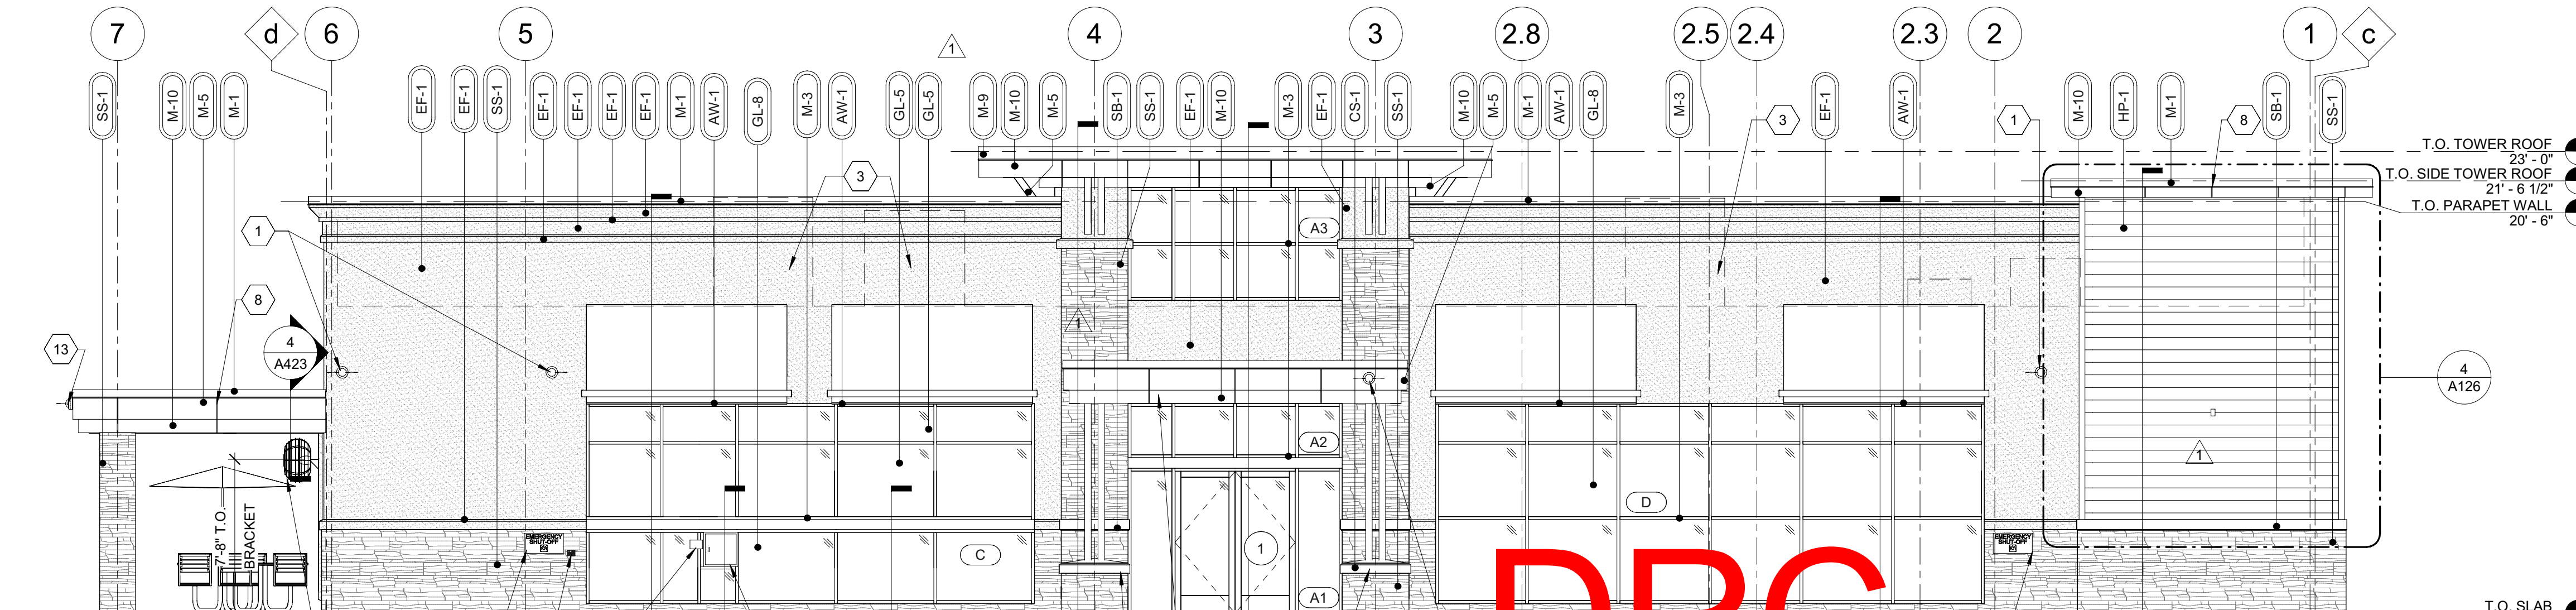 7
d
6
5
4
3
2.8
2.5
2.4
2.3
2
1
c
1
SS-1
M-10
M-5
M-1
EF-1
EF-1
SS-1
EF-1
EF-1
EF-1
EF-1
M-1
AW-1
GL-8
M-3
AW-1
GL-5
GL-5
M-9
M-10
M-5
SB-1
SS-1
EF-1
M-10
M-3
EF-1
CS-1
SS-1
M-10
M-5
M-1
AW-1
GL-8
M-3
3
EF-1
AW-1
1
M-10
HP-1
M-1
8
SB-1
SS-1
T.O. TOWER ROOF
23' - 0"
T.O. SIDE TOWER ROOF
21' - 6 1/2"
T.O. PARAPET WALL
20' - 6"
3
1
A3
8
1
13
4
A423
4
A126
A2
1
7'-8" T.O.
BRACKET
EMERGENCY
SHUT-OFF
C
1
D
EMERGENCY
SHUT-OFF
A1
DRC
T.O. SLAB